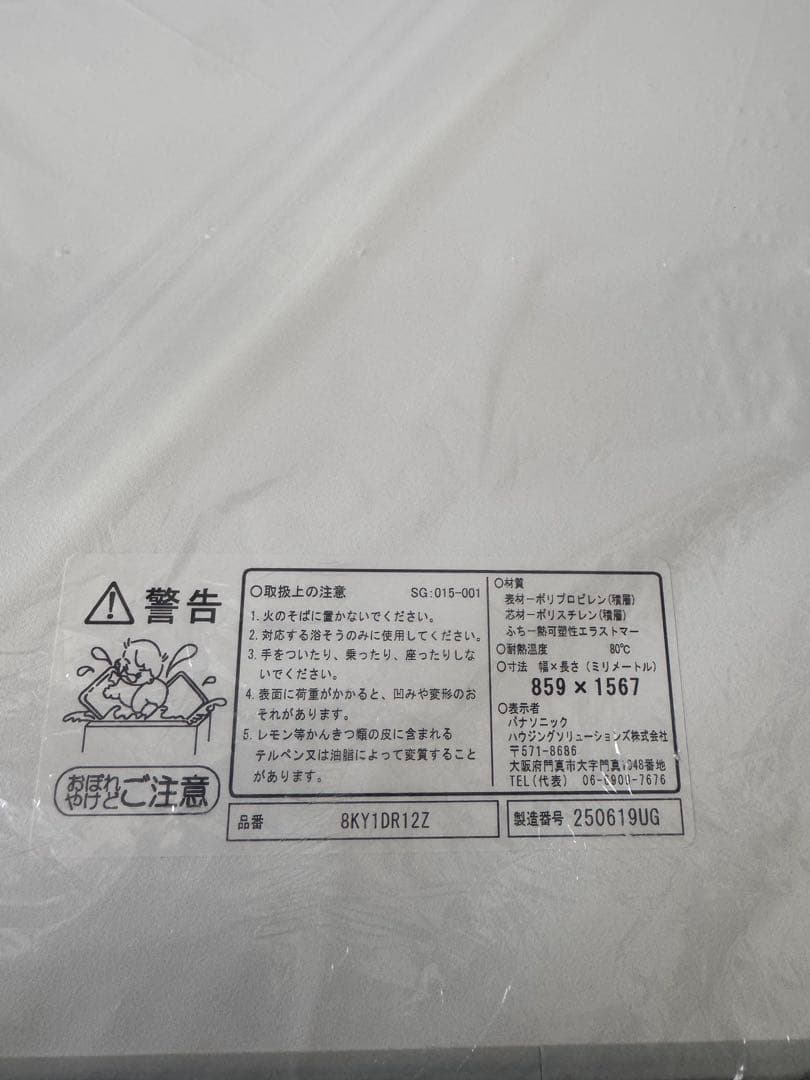 警告
おぼれ
やけど
ご注意
○取扱上の注意 SG:015-001
1. 火のそばに置かないでください。
2. 対応する浴そうのみに使用してください。
3. 手をついたり、乗ったり、座ったりしな
いでください。
4. 表面に荷重がかかると、凹みや変形のお
それがあります。
5. レモン等かんきつ類の皮に含まれる
テルペン又は油脂によって変質すること
があります。
○材質
表材ーポリプロピレン(積層)
芯材ーポリスチレン(積層)
ふちー熱可塑性エラストマー
○耐熱温度 80℃
○寸法 幅×長さ(ミリメートル)
859 × 1567
○表示者
パナソニック
ハウジングソリューションズ株式会社
〒571-8686
大阪府門真市大字門真1048番地
TEL(代表) 06-6900-7676
品番 8KY1DR12Z
製造番号 250619UG